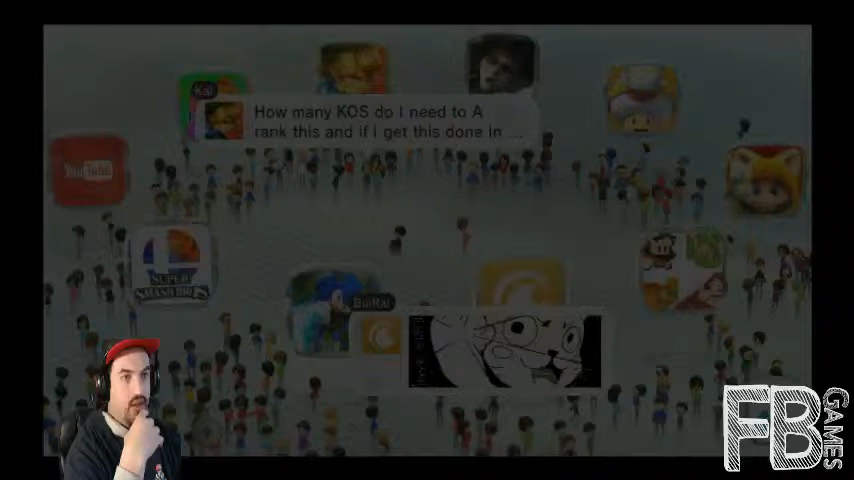 Kai
How many KOS do I need to A
rank this and if i get this done in ...
YouTube
SUPER
SMASH BROS
BuiRai
FB
GAMES